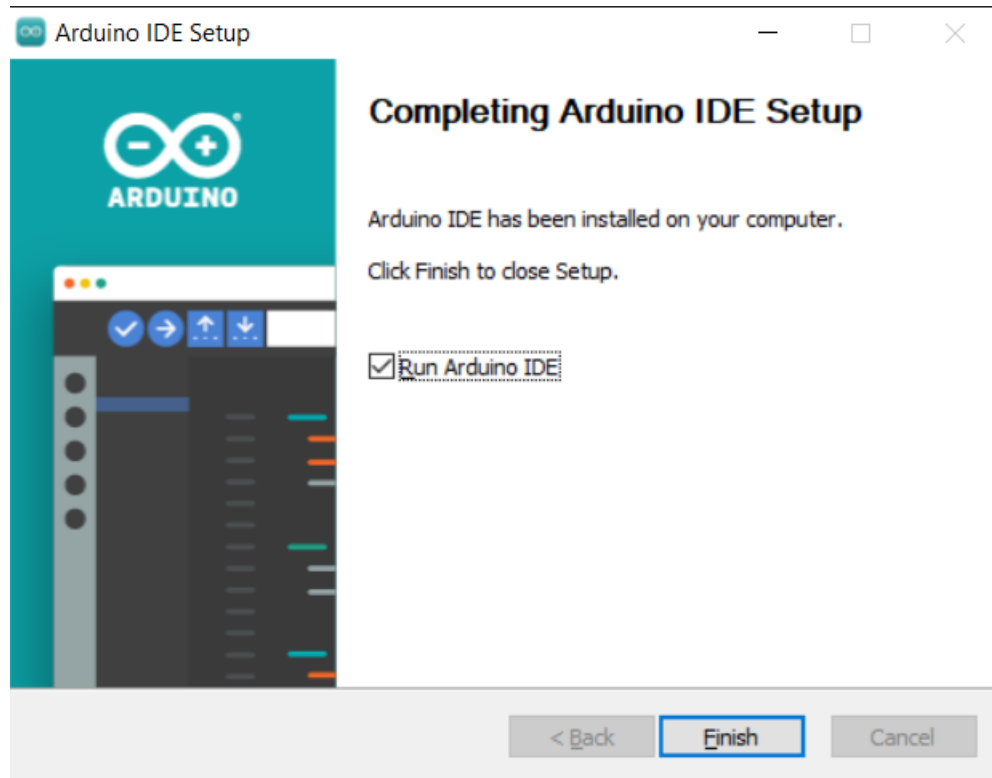 Arduino IDE Setup
ARDUINO
Completing Arduino IDE Setup
Arduino IDE has been installed on your computer.
Click Finish to close Setup.
Run Arduino IDE
< Back
Finish
Cancel